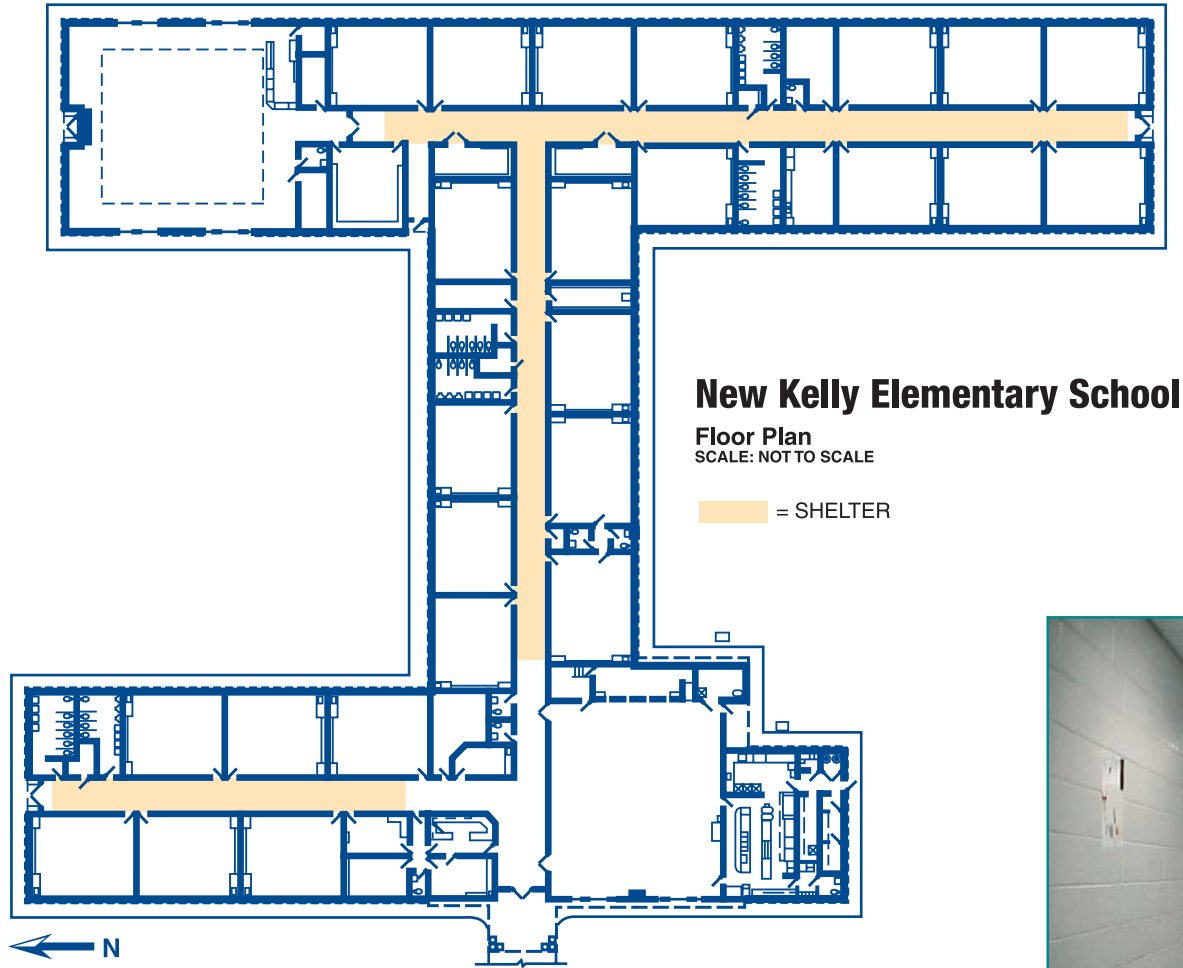 New Kelly Elementary School
Floor Plan
SCALE: NOT TO SCALE
= SHELTER
N